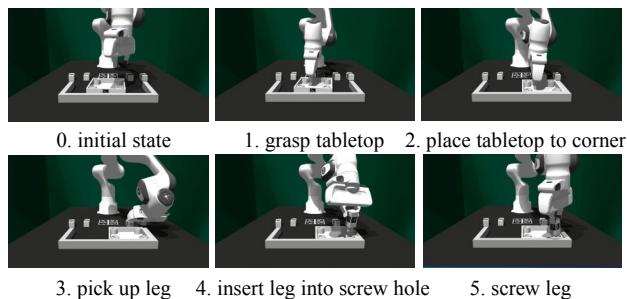 0. initial state
1. grasp tabletop
2. place tabletop to corner
3. pick up leg
4. insert leg into screw hole
5. screw leg